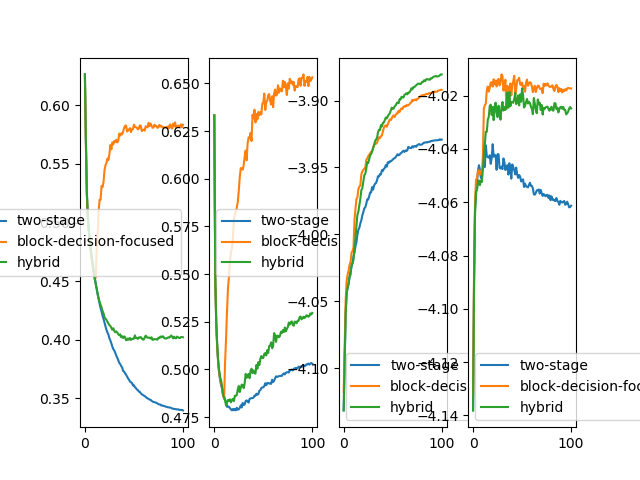 0.60
0.55
0.45
0.40
0.35
0
100
two-stage
block-decision-focused
hybrid
0.650
0.625
0.600
0.575
0.550
0.525
0.500
0.475
0
100
two-stage
block-decis
hybrid
−3.90
−3.95
−4.00
−4.05
−4.10
0
100
two-stage
block-decis
hybrid
−4.02
−4.04
−4.06
−4.08
−4.10
−4.12
−4.14
0
100
two-stage
block-decision-foc
hybrid